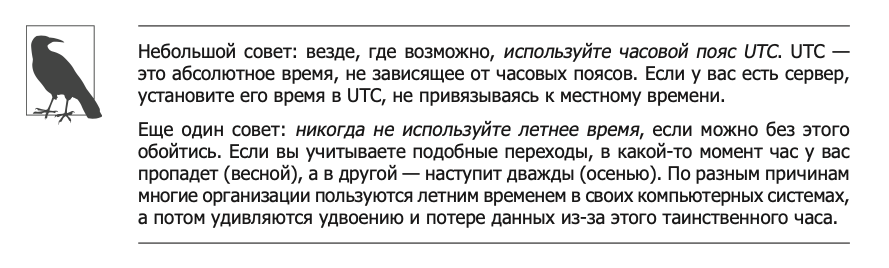 Небольшой совет: везде, где возможно, используйте часовой пояс UTC. UTC —
это абсолютное время, не зависящее от часовых поясов. Если у вас есть сервер,
установите его время в UTC, не привязываясь к местному времени.
Еще один совет: никогда не используйте летнее время, если можно без этого
обойтись. Если вы учитываете подобные переходы, в какой-то момент час у вас
пропадет (весной), а в другой — наступит дважды (осенью). По разным причинам
многие организации пользуются летним временем в своих компьютерных системах,
а потом удивляются удвоению и потере данных из-за этого таинственного часа.